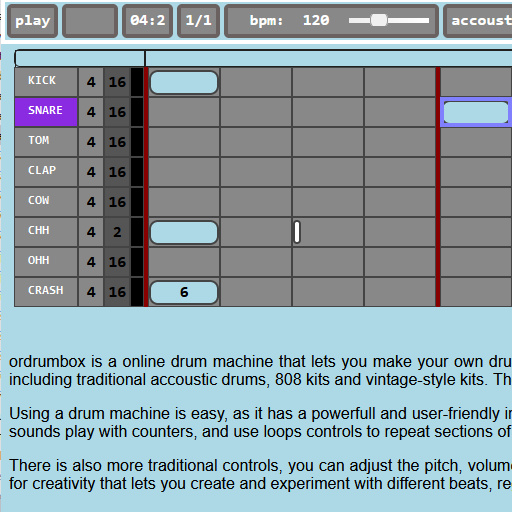 play 04:2 1/1 bpm: 120 accoust
KICK 4 16
SNARE 4 16
TOM 4 16
CLAP 4 16
COW 4 16
CHH 4 2
OHH 4 16
CRASH 4 16 6
ordrumbox is a online drum machine that lets you make your own dru
including traditional accoustic drums, 808 kits and vintage-style kits. Th
Using a drum machine is easy, as it has a powerfull and user-friendly in
sounds play with counters, and use loops controls to repeat sections of
There is also more traditional controls, you can adjust the pitch, volum
for creativity that lets you create and experiment with different beats, re